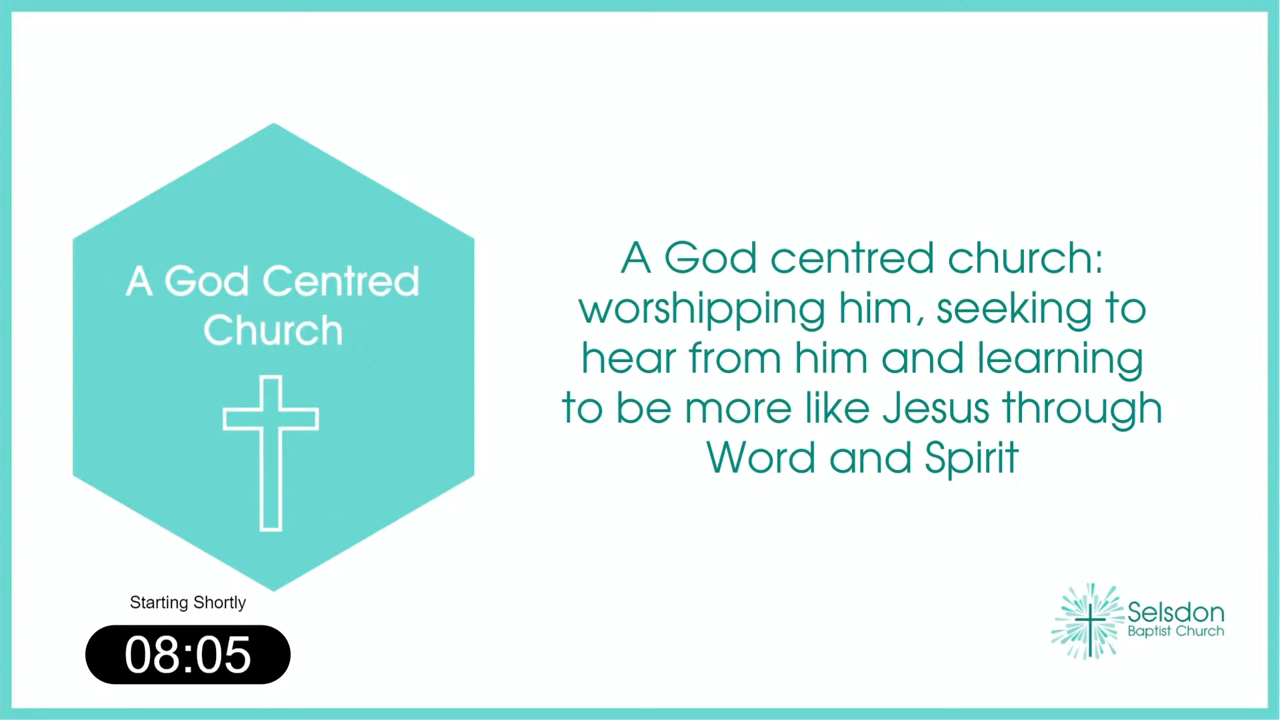 A God Centred
Church
A God centred church:
worshipping him, seeking to
hear from him and learning
to be more like Jesus through
Word and Spirit
Starting Shortly
08:05
Selsdon
Baptist Church